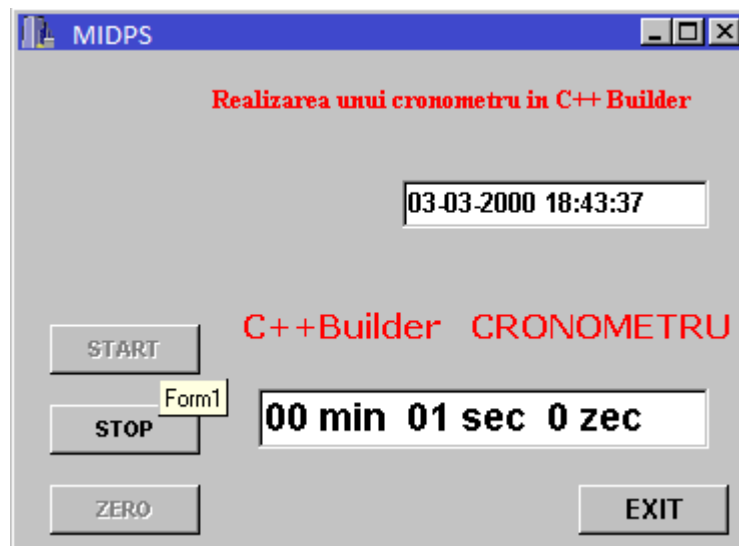 MIDPS
Realizarea unui cronometru in C++ Builder
03-03-2000 18:43:37
C++Builder CRONOMETRU
START
Form1
00 min 01 sec 0 zec
STOP
ZERO
EXIT